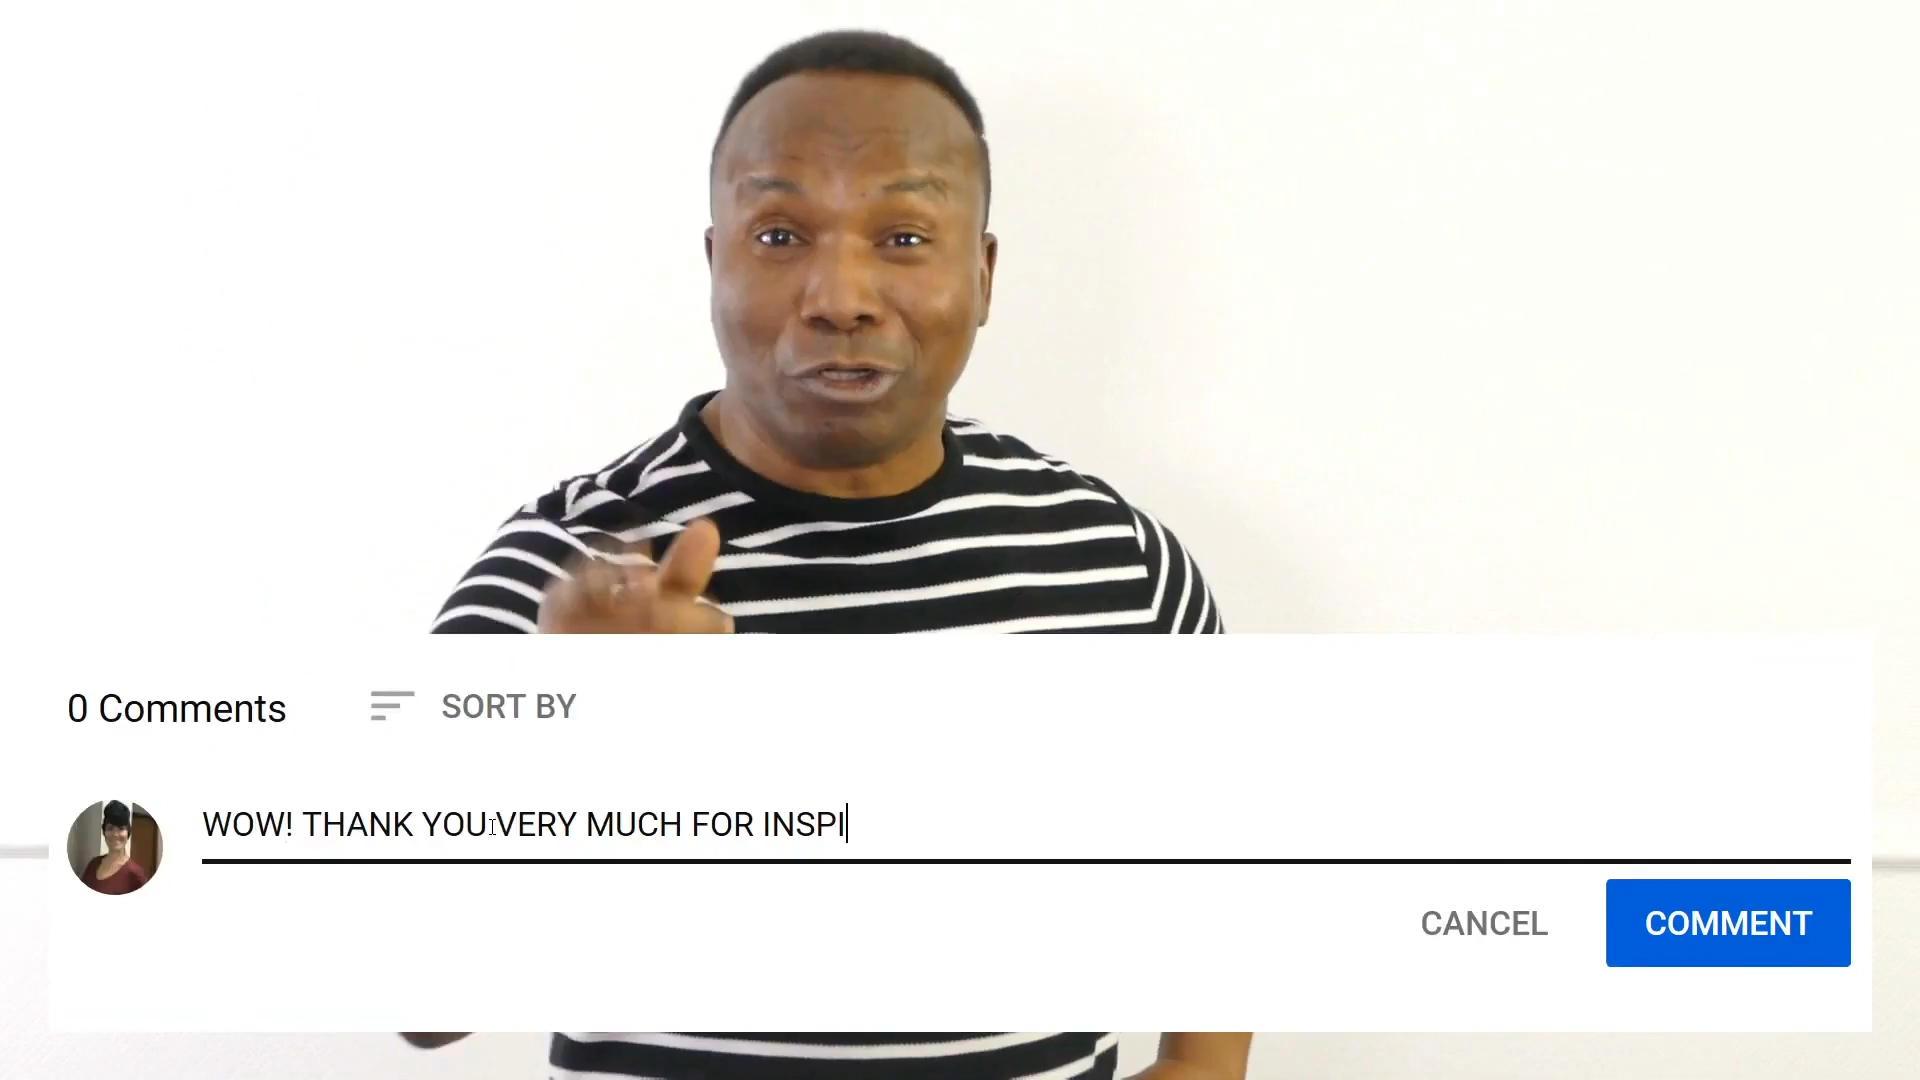 0 Comments SORT BY
WOW! THANK YOU VERY MUCH FOR INSPI
CANCEL COMMENT